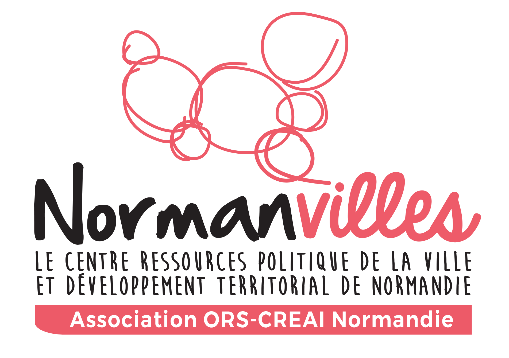 Normanvilles
LE CENTRE RESSOURCES POLITIQUE DE LA VILLE
ET DÉVELOPPEMENT TERRITORIAL DE NORMANDIE
Association ORS-CREAI Normandie